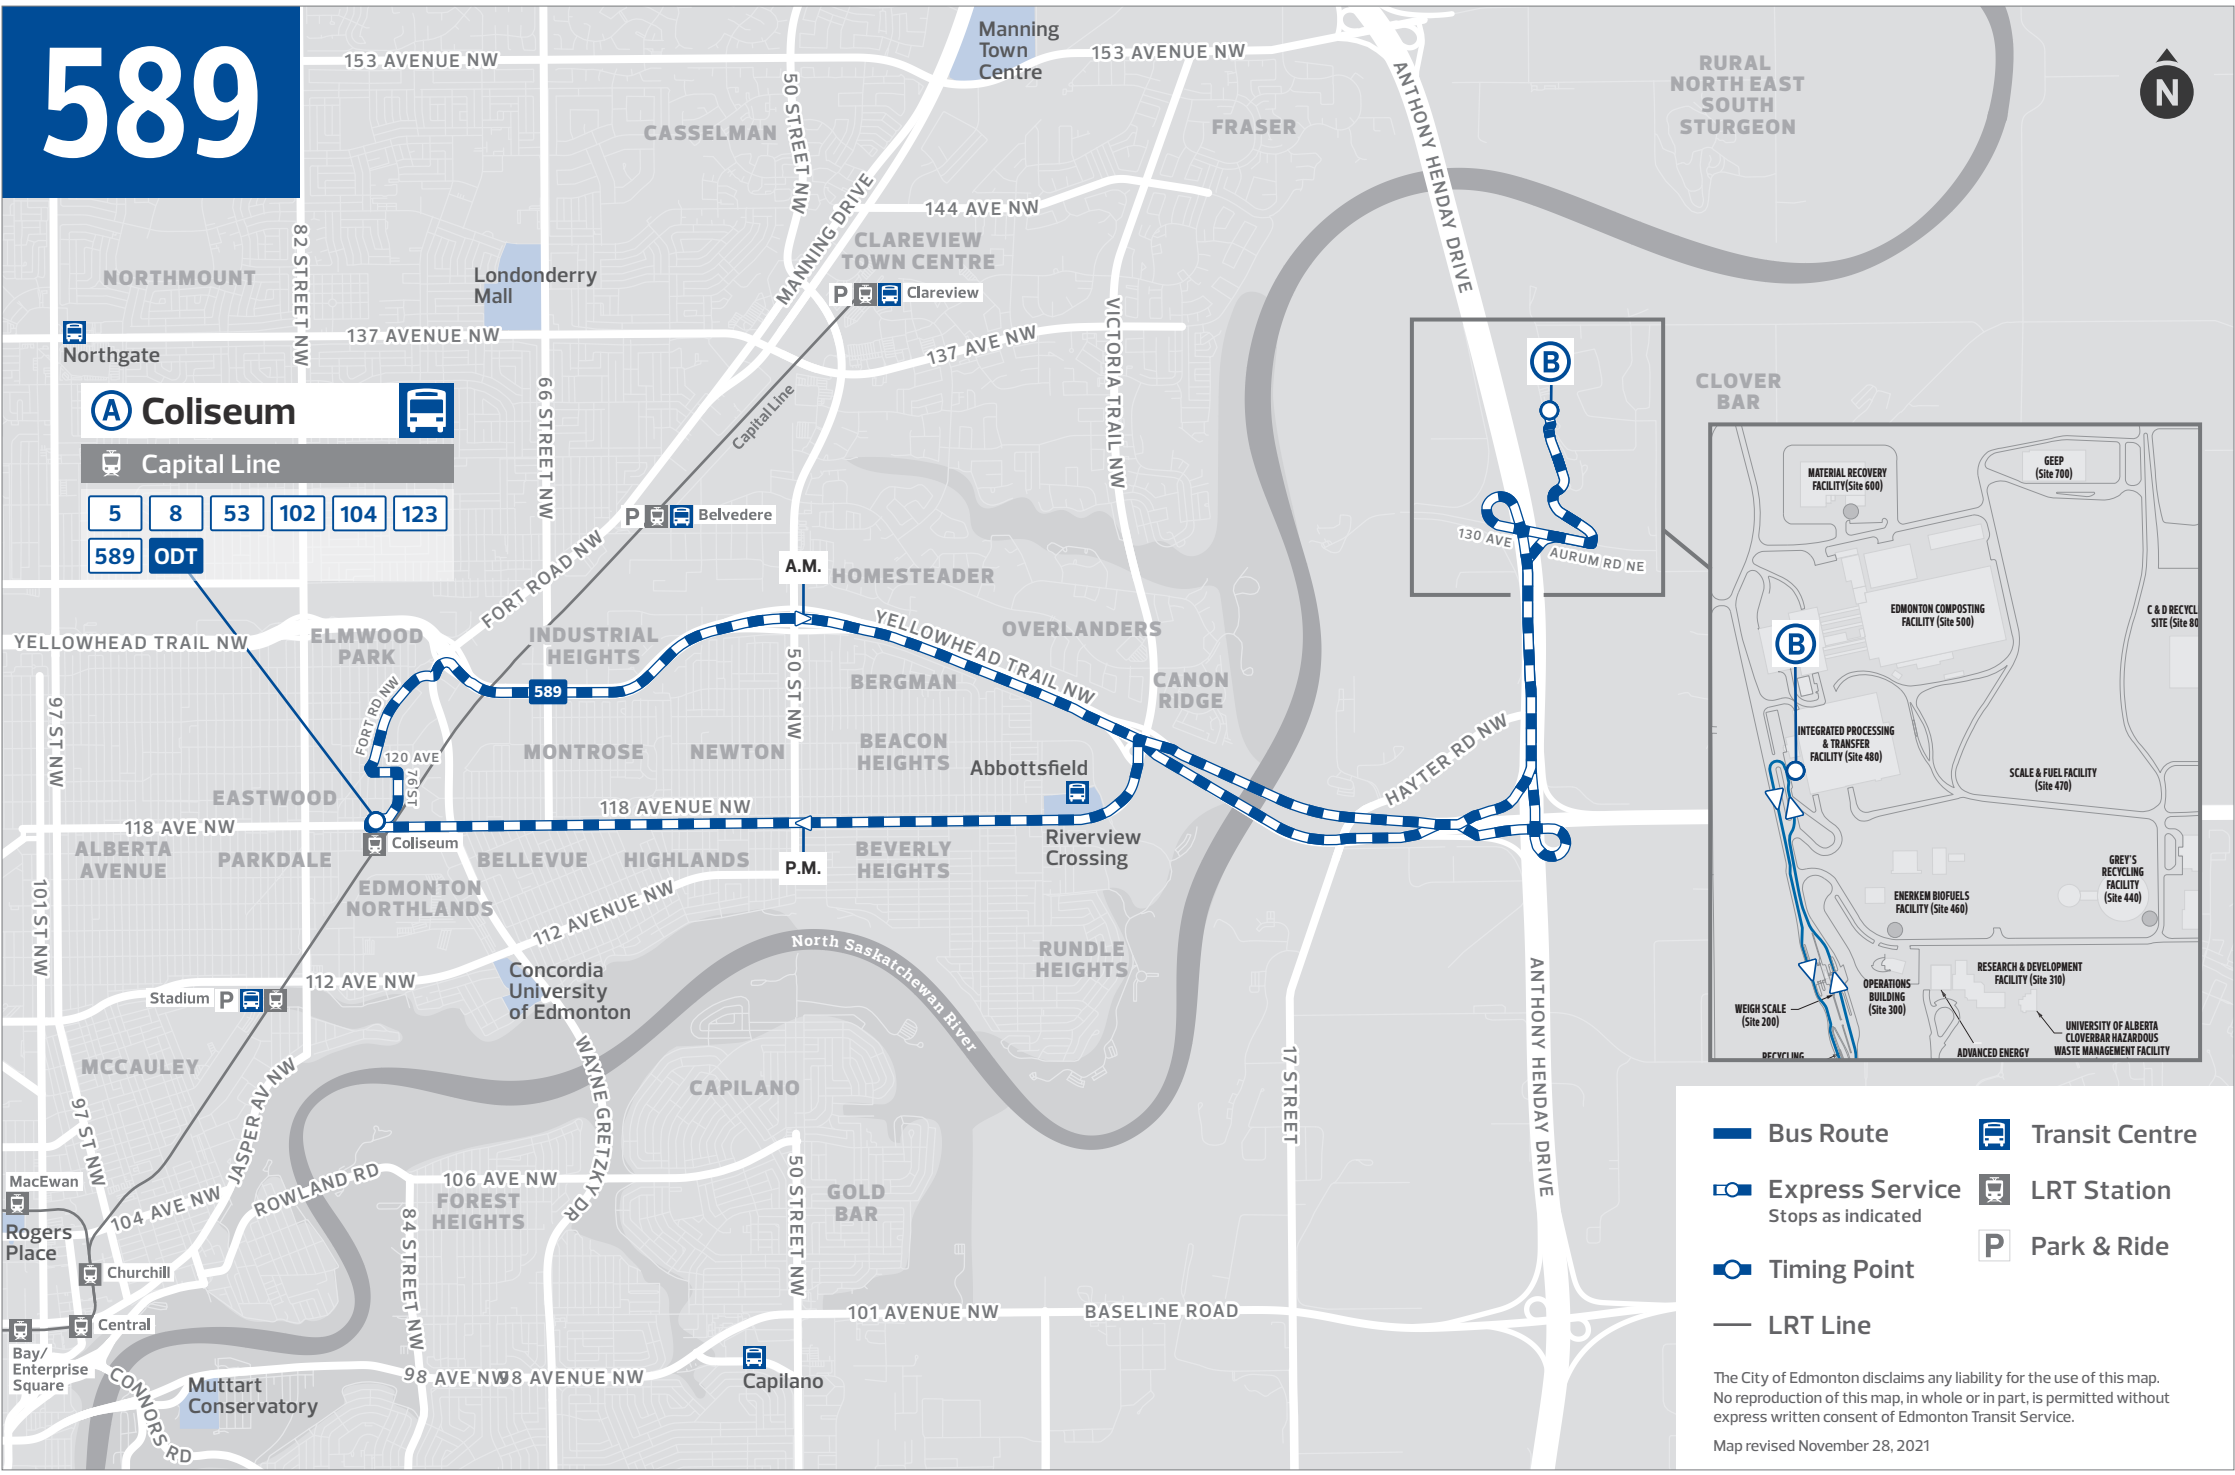 589
153 AVENUE NW
Manning
Town
Centre
153 AVENUE NW
RURAL
NORTH EAST
SOUTH
STURGEON
N
50 STREET NW
CASSELMAN
FRASER
ANTHONY HENDAY DRIVE
MANNING DRIVE
144 AVE NW
CLAREVIEW
TOWN CENTRE
P
Clareview
NORTHMOUNT
82 STREET NW
Londonderry
Mall
Northgate
137 AVENUE NW
137 AVE NW
VICTORIA TRAIL NW
66 STREET NW
Capital Line
A Coliseum
Capital Line
5
8
53
102
104
123
589
ODT
P
Belvedere
FORT ROAD NW
A.M.
HOMESTEADER
B
130 AVE
AURUM RD NE
CLOVER
BAR
YELLOWHEAD TRAIL NW
ELMWOOD
PARK
INDUSTRIAL
HEIGHTS
YELLOWHEAD TRAIL NW
OVERLANDERS
589
50 ST NW
BERGMAN
CANON
RIDGE
97 ST NW
FORT RD NW
120 AVE
76 ST
MONTROSE
NEWTON
BEACON
HEIGHTS
Abbottsfield
HAYTER RD NW
EASTWOOD
118 AVE NW
118 AVENUE NW
Coliseum
ALBERTA
AVENUE
PARKDALE
BELLEVUE
HIGHLANDS
P.M.
BEVERLY
HEIGHTS
Riverview
Crossing
101 ST NW
EDMONTON
NORTHLANDS
112 AVENUE NW
North Saskatchewan River
RUNDLE
HEIGHTS
ANTHONY HENDAY DRIVE
112 AVE NW
Concordia
University
of Edmonton
Stadium
P
MCCAULEY
97 ST NW
JASPER AV NW
WAYNE GRETZKY DR
CAPILANO
17 STREET
MacEwan
Rogers
Place
104 AVE NW
ROWLAND RD
106 AVE NW
FOREST
HEIGHTS
84 STREET NW
50 STREET NW
GOLD
BAR
Churchill
Central
Bay/
Enterprise
Square
CONNORS RD
Muttart
Conservatory
98 AVE NW
98 AVENUE NW
Capilano
101 AVENUE NW
BASELINE ROAD
MATERIAL RECOVERY
FACILITY(Site 600)
GEEP
(Site 700)
EDMONTON COMPOSTING
FACILITY (Site 500)
C & D RECYCL
SITE (Site 80
B
INTEGRATED PROCESSING
& TRANSFER
FACILITY (Site 480)
SCALE & FUEL FACILITY
(Site 470)
GREY'S
RECYCLING
FACILITY
(Site 440)
ENERKEM BIOFUELS
FACILITY (Site 460)
RESEARCH & DEVELOPMENT
FACILITY (Site 310)
OPERATIONS
BUILDING
(Site 300)
WEIGH SCALE
(Site 200)
UNIVERSITY OF ALBERTA
CLOVERBAR HAZARDOUS
WASTE MANAGEMENT FACILITY
ADVANCED ENERGY
RECYCLING
Bus Route
Express Service
Stops as indicated
Timing Point
LRT Line
Transit Centre
LRT Station
P Park & Ride
The City of Edmonton disclaims any liability for the use of this map.
No reproduction of this map, in whole or in part, is permitted without
express written consent of Edmonton Transit Service.
Map revised November 28, 2021